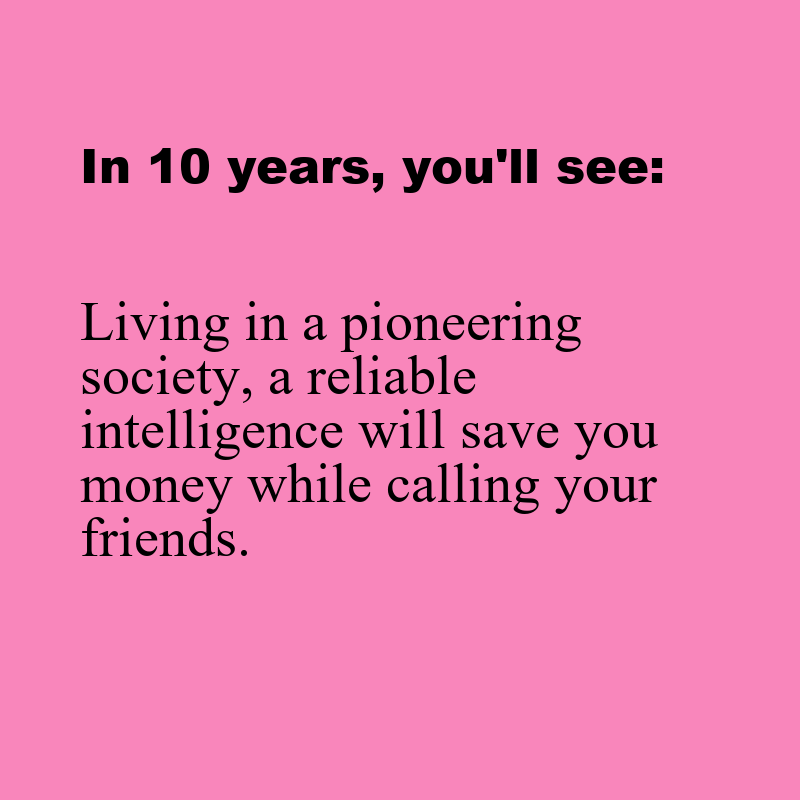 In 10 years, you'll see:
Living in a pioneering
society, a reliable
intelligence will save you
money while calling your
friends.